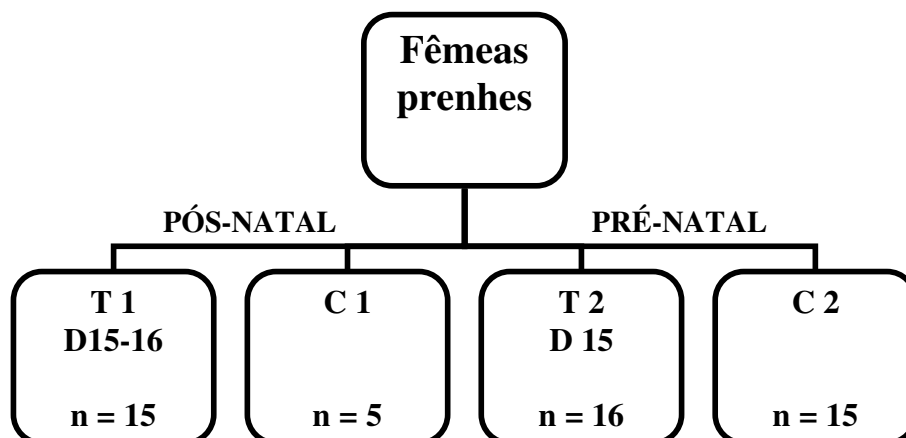 Fêmeas
prenhes
PÓS-NATAL
PRÉ-NATAL
T 1
D15-16
n = 15
C 1
n = 5
T 2
D 15
n = 16
C 2
n = 15